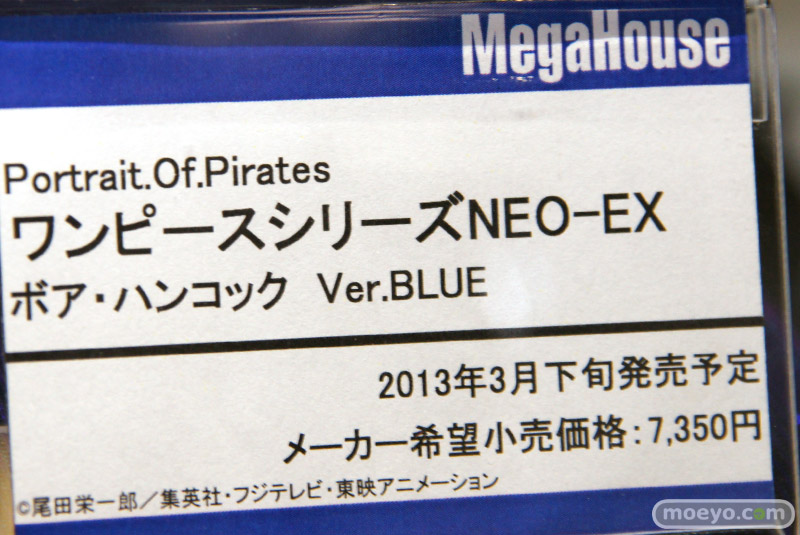 MegaHouse
Portrait.Of.Pirates
ワンピースシリーズNEO-EX
ボア・ハンコック Ver.BLUE
2013年3月下旬発売予定
メーカー希望小売価格:7,350円
©尾田栄一郎／集英社・フジテレビ・東映アニメーション
moeyo.com